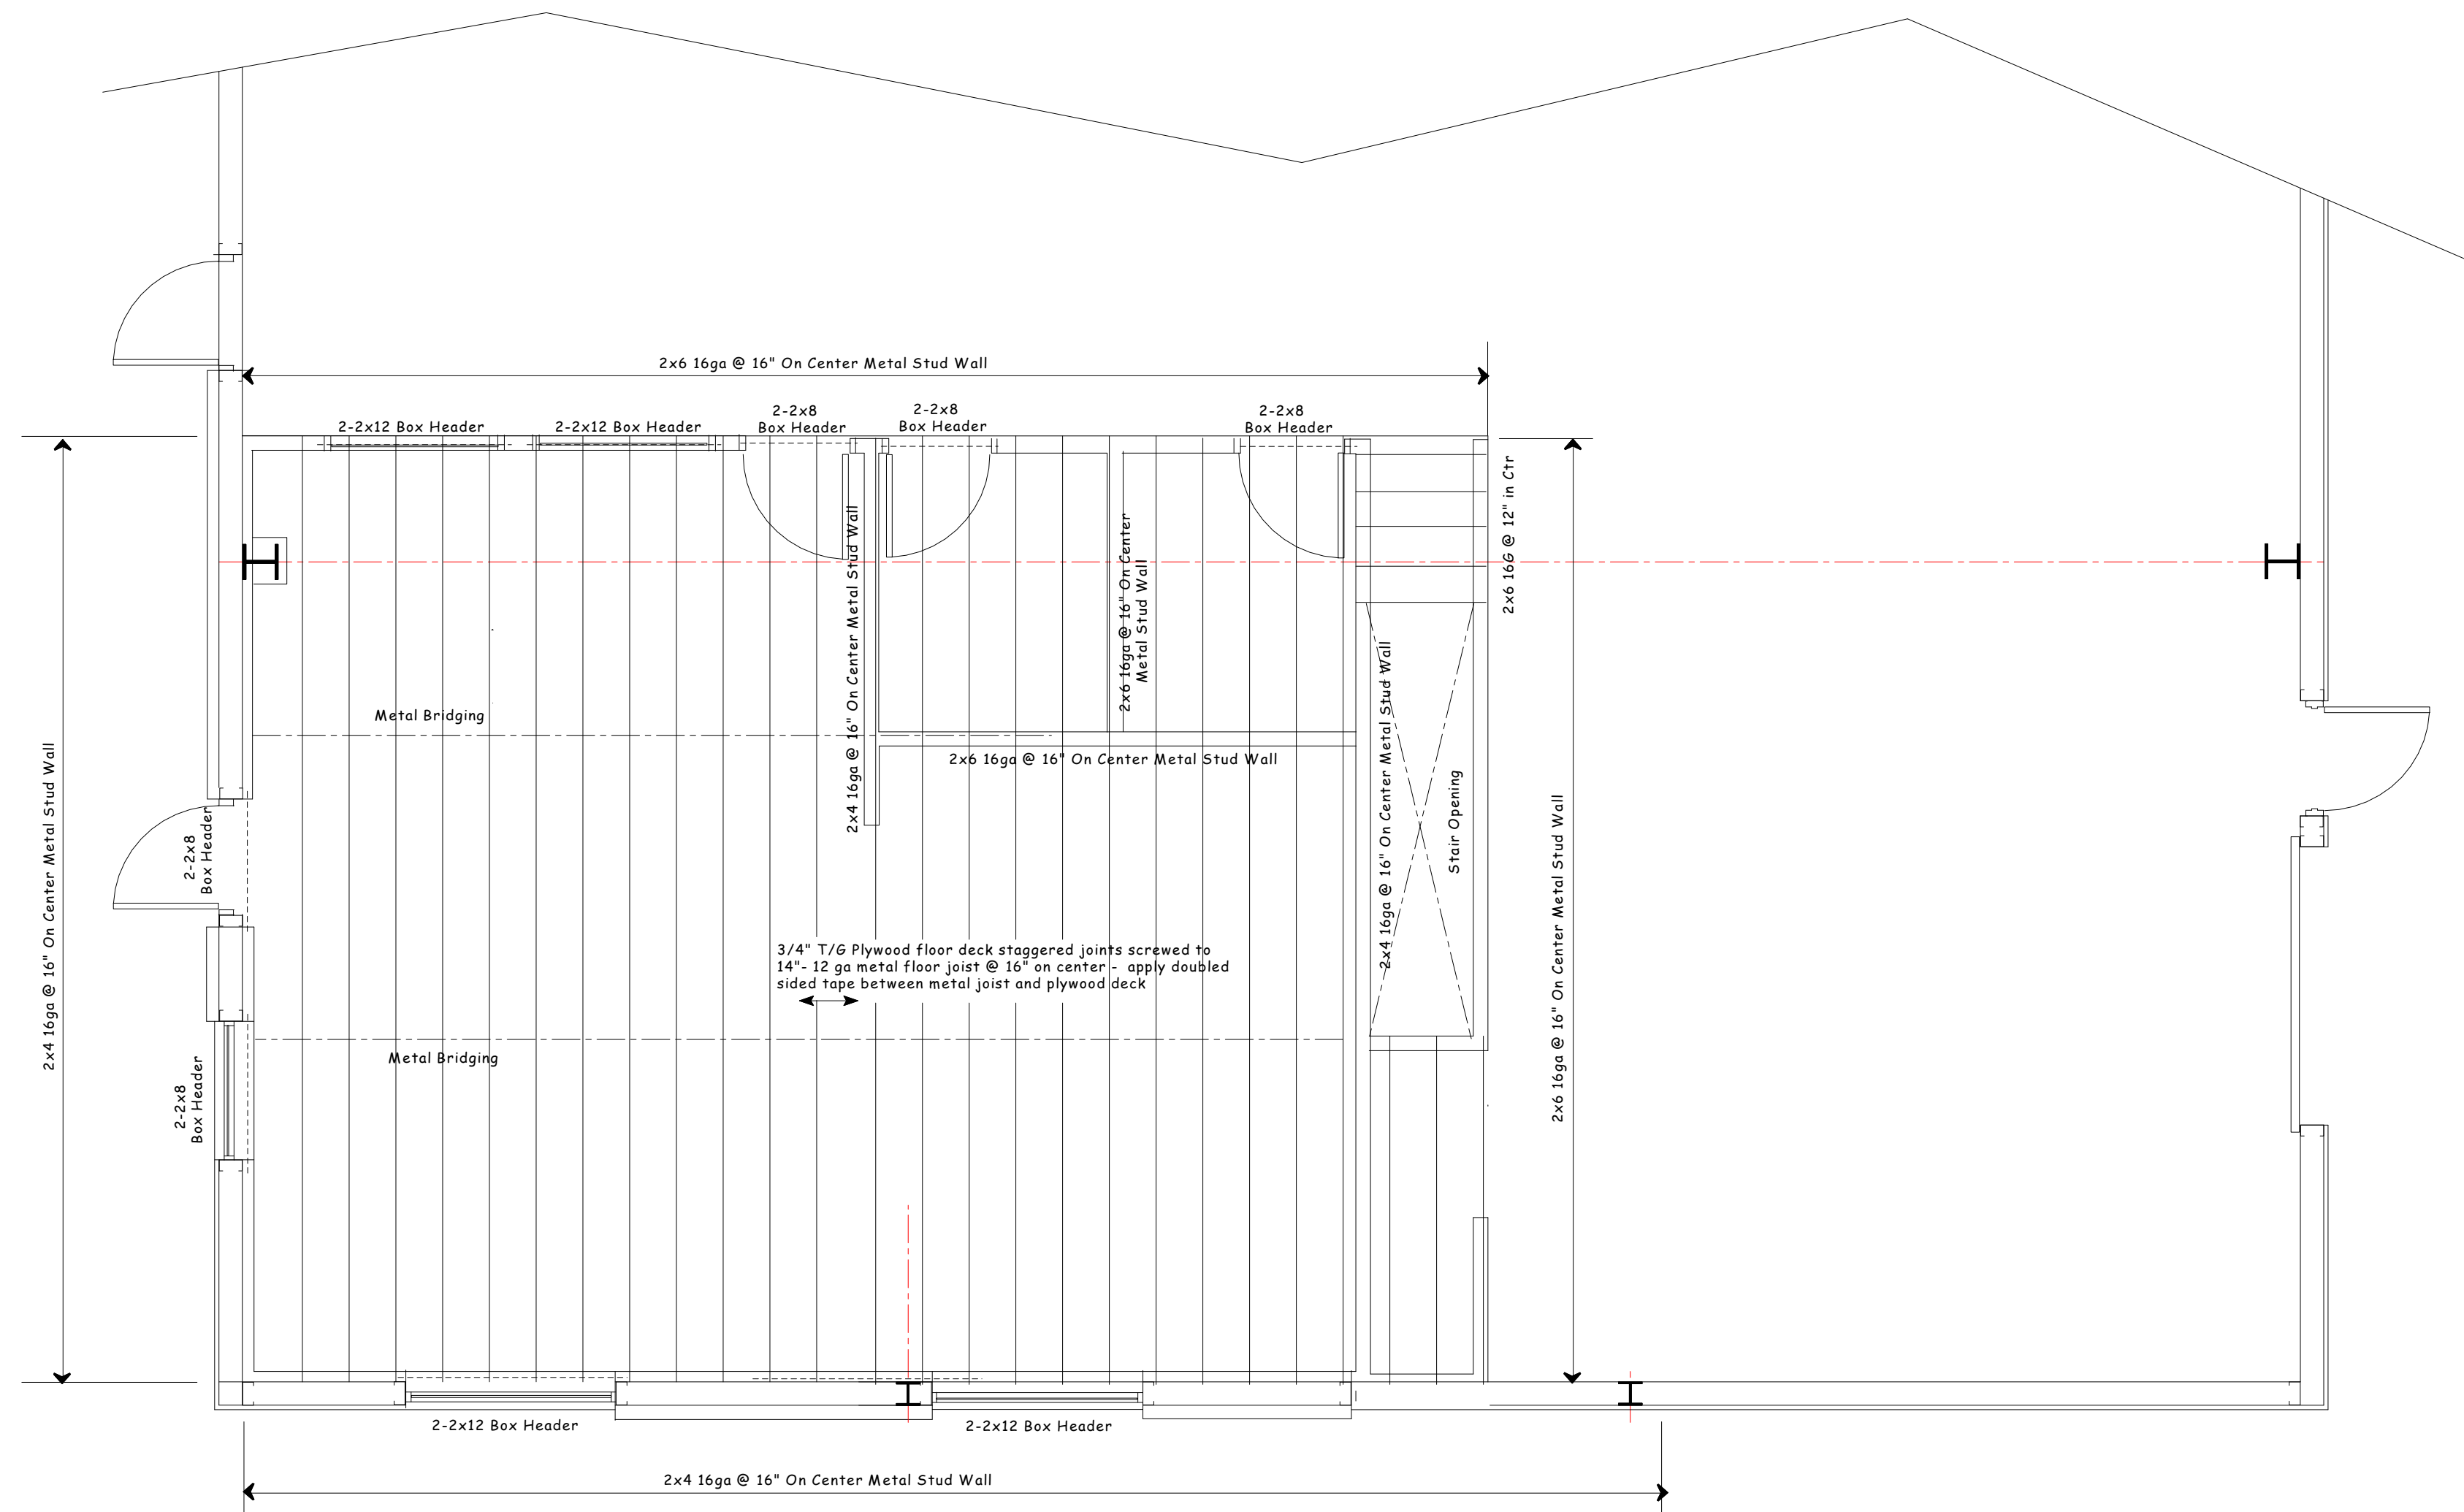 2x6 16ga @ 16" On Center Metal Stud Wall
2-2x12 Box Header
2-2x12 Box Header
2-2x8
Box Header
2-2x8
Box Header
2-2x8
Box Header
2x6 16G @ 12" in Ctr
2x4 16ga @ 16" On Center Metal Stud Wall
2x6 16ga @ 16" On Center
Metal Stud Wall
Metal Bridging
2x6 16ga @ 16" On Center Metal Stud Wall
2x4 16ga @ 16" On Center Metal Stud Wall
Stair Opening
2x4 16ga @ 16" On Center Metal Stud Wall
2-2x8
Box Header
2x6 16ga @ 16" On Center Metal Stud Wall
3/4" T/G Plywood floor deck staggered joints screwed to
14"- 12 ga metal floor joist @ 16" on center - apply doubled
sided tape between metal joist and plywood deck
Metal Bridging
2-2x8
Box Header
2-2x12 Box Header
2-2x12 Box Header
2x4 16ga @ 16" On Center Metal Stud Wall